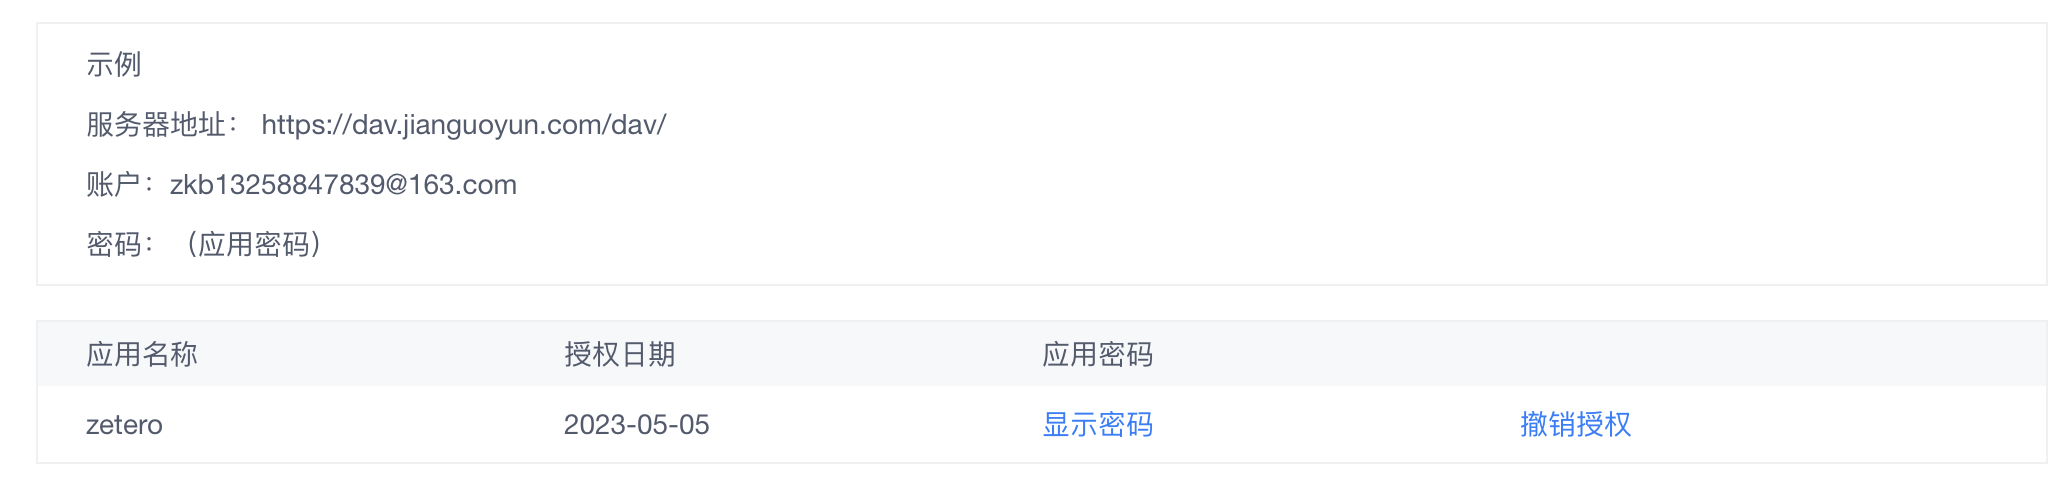 示例
服务器地址： https://dav.jianguoyun.com/dav/
账户：zkb13258847839@163.com
密码：（应用密码）
应用名称 授权日期 应用密码
zetero 2023-05-05 显示密码 撤销授权